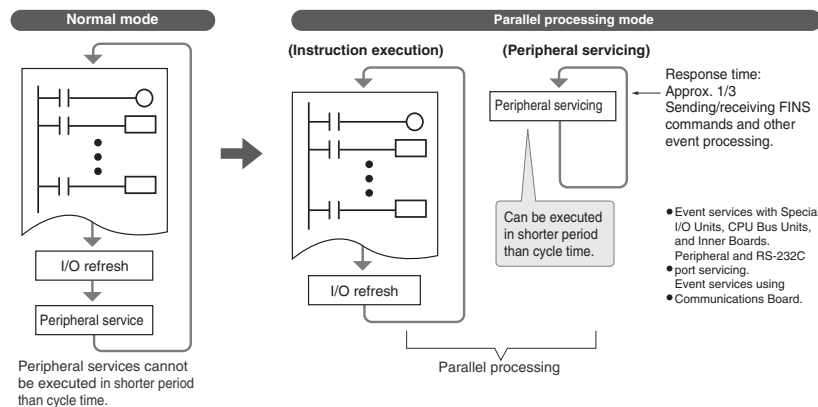 Normal mode
Parallel processing mode
(Instruction execution)
(Peripheral servicing)
I/O refresh
Peripheral service
Peripheral services cannot
be executed in shorter period
than cycle time.
I/O refresh
Peripheral servicing
Can be executed
in shorter period
than cycle time.
Parallel processing
Response time:
Approx. 1/3
Sending/receiving FINS
commands and other
event processing.
● Event services with Special
I/O Units, CPU Bus Units,
and Inner Boards.
Peripheral and RS-232C
● port servicing.
Event services using
● Communications Board.